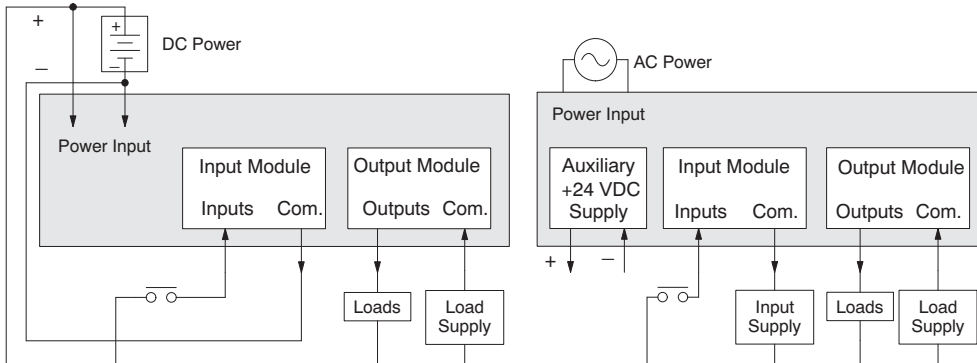 +
+
DC Power
−
−
Power Input
Input Module
Inputs Com.
Output Module
Outputs Com.
Loads
Load
Supply
AC Power
Power Input
Auxiliary
+24 VDC
Supply
Input Module
Inputs Com.
Output Module
Outputs Com.
+
−
Input
Supply
Loads
Load
Supply